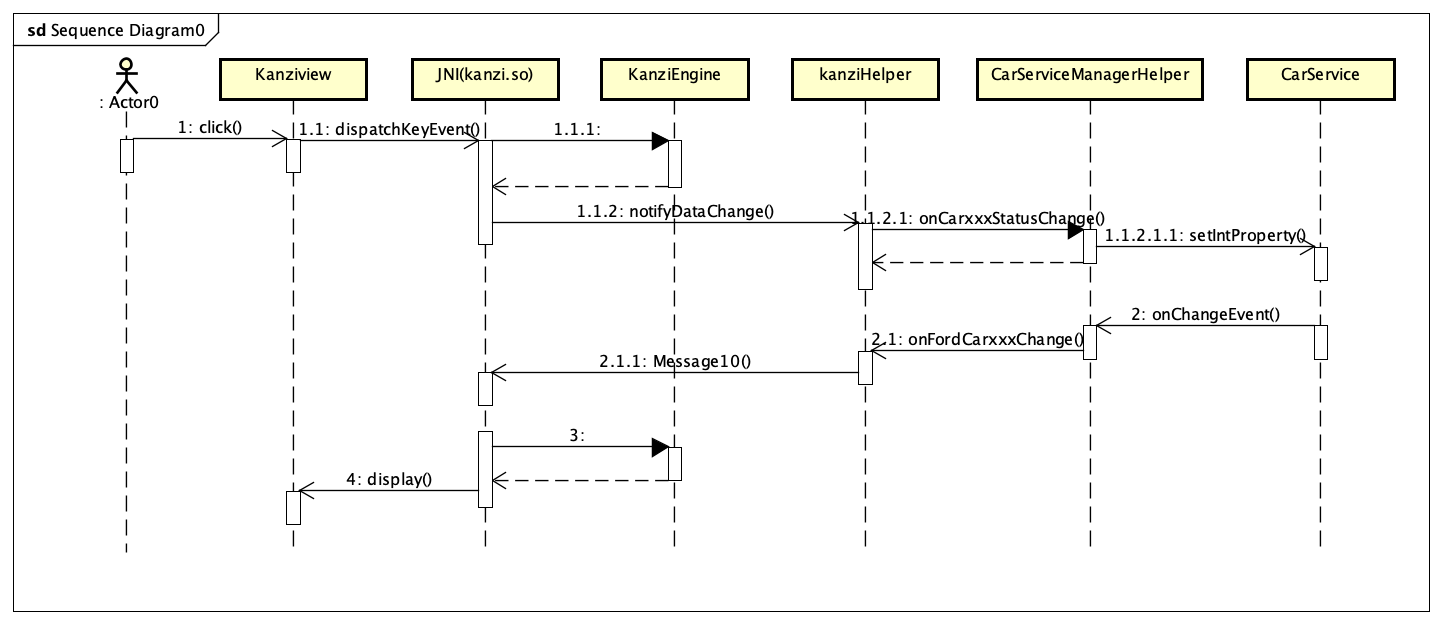 sd Sequence Diagram0
: Actor0
Kanziview
JNI(kanzi.so)
KanziEngine
kanziHelper
CarServiceManagerHelper
CarService
1: click()
1.1: dispatchKeyEvent()
1.1.1:
1.1.2: notifyDataChange()
1.1.2.1: onCarxxxStatusChange()
1.1.2.1.1: setIntProperty()
2: onChangeEvent()
2.1: onFordCarxxxChange()
2.1.1: Message10()
3:
4: display()